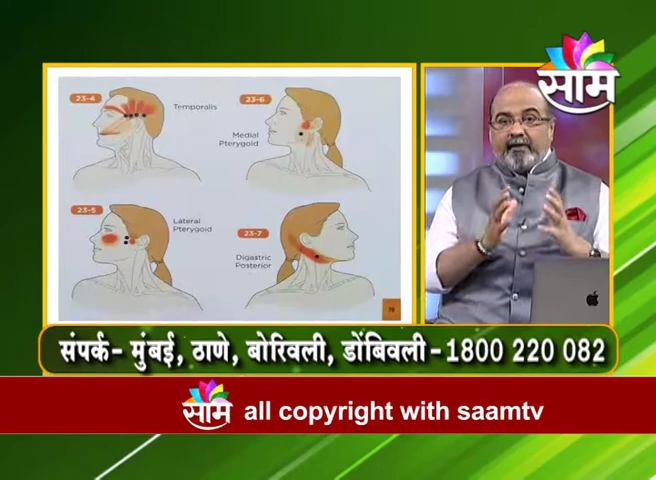 साम
23-4
Temporalis
23-6
Medial
Pterygoid
23-5
Lateral
Pterygoid
23-7
Digastric
Posterior
संपर्क- मुंबई, ठाणे, बोरिवली, डोंबिवली - 1800 220 082
साम all copyright with saamtv